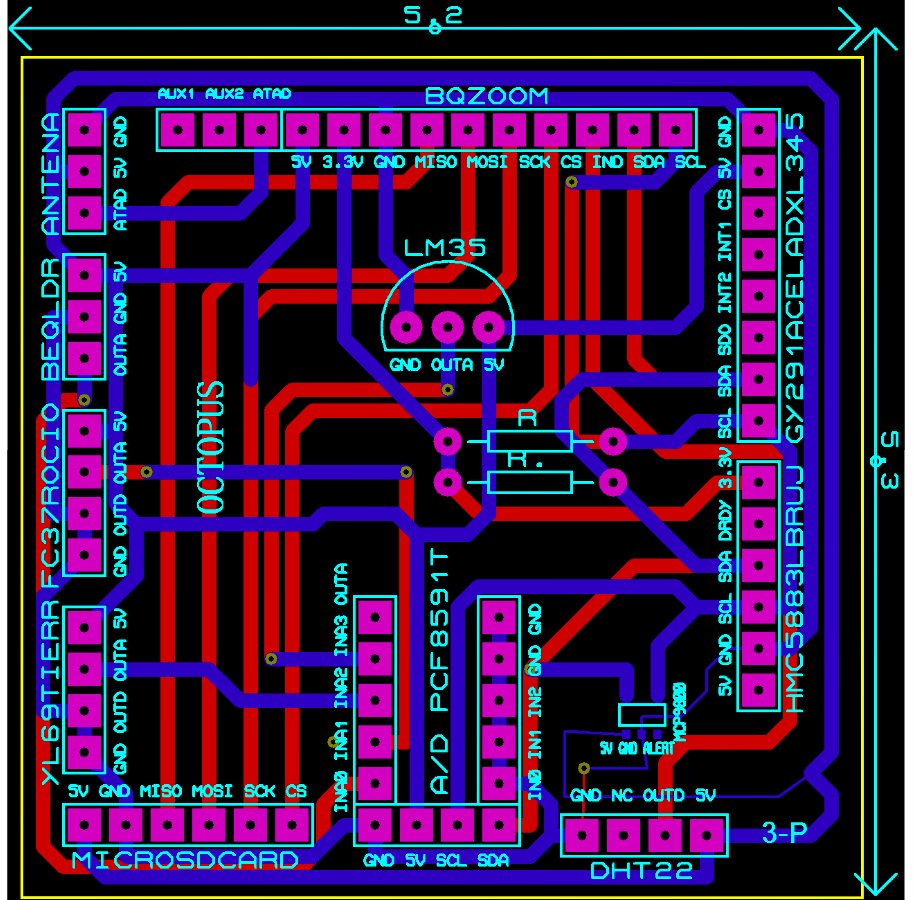 5.2
AUX1 AUX2 ATAD
BQZOOM
5V 3.3V GND MISO MOSI SCK CS IND SDA SCL
ANTENA
GND
5V
ATAD
BEQLDR
5V
GND
OUTA
FC37ROCIO
5V
OUTA
OUTD
GND
YL69TIERR
5V
OUTA
OUTD
GND
OCTOPUS
LM35
GND OUTA 5V
R
R.
GY291ACELADXL345
GND
5V
CS
INT1
INT2
SDO
SDA
SCL
5.3
HMC5883LBRUJ
3.3V
DRDY
SDA
SCL
GND
5V
A/D PCF8591T
OUTA
INA3
INA2
INA1
INA0
GND
GND
IN2
IN1
IN0
MCP9800
5V GND ALERT
5V GND MISO MOSI SCK CS
MICROSDCARD
GND 5V SCL SDA
GND NC OUTD 5V
3-P
DHT22